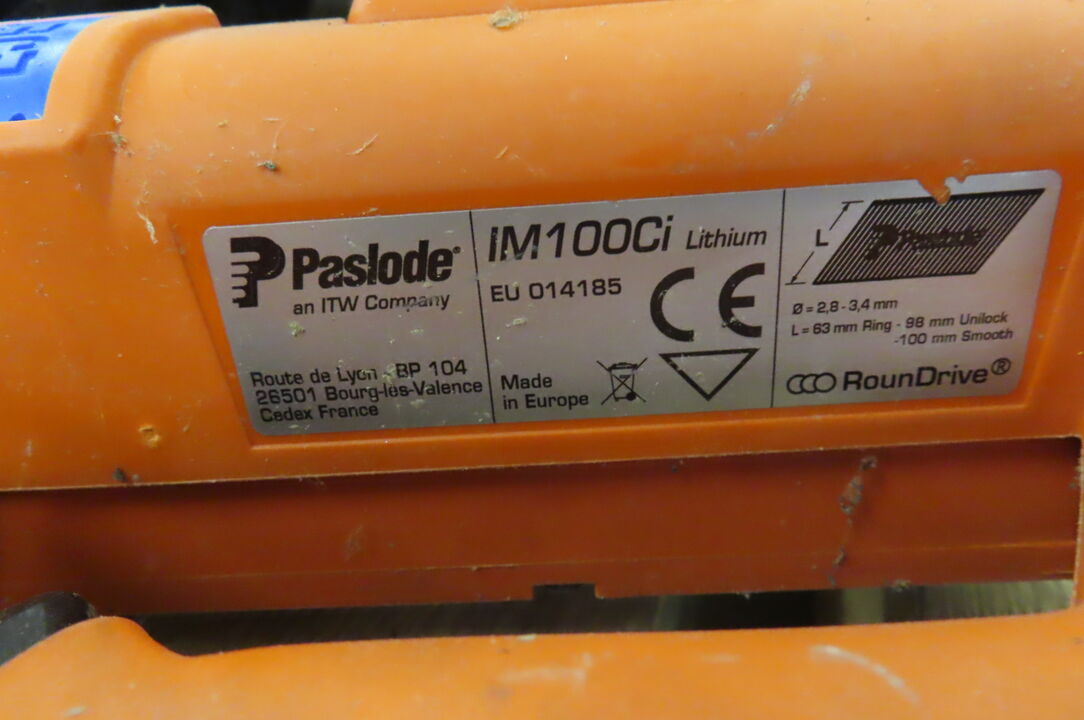 Paslode®
an ITW Company
Route de Lyon - BP 104
26501 Bourg-lès-Valence
Cedex France
IM100Ci Lithium
EU 014185
CE
Made
in Europe
L
Paslode
Ø = 2,8 - 3,4 mm
L = 63 mm Ring - 98 mm Unilock
-100 mm Smooth
RounDrive®